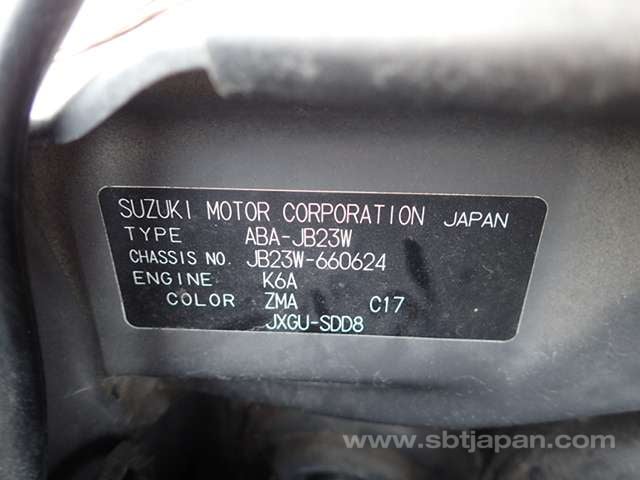 SUZUKI MOTOR CORPORATION JAPAN
TYPE ABA-JB23W
CHASSIS NO. JB23W-660624
ENGINE K6A
COLOR ZMA C17
JXGU-SDD8
www.sbtjapan.com